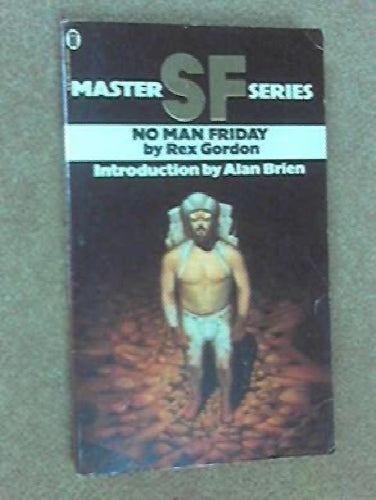 MASTER SF SERIES
NO MAN FRIDAY
by Rex Gordon
Introduction by Alan Brien